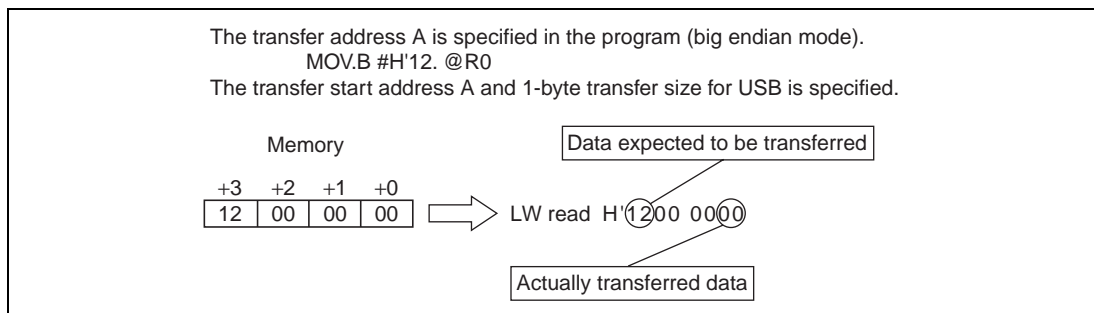 The transfer address A is specified in the program (big endian mode).
MOV.B #H'12. @R0
The transfer start address A and 1-byte transfer size for USB is specified.
Data expected to be transferred
Memory
+3 +2 +1 +0
12 00 00 00 LW read H'1200 0000
Actually transferred data